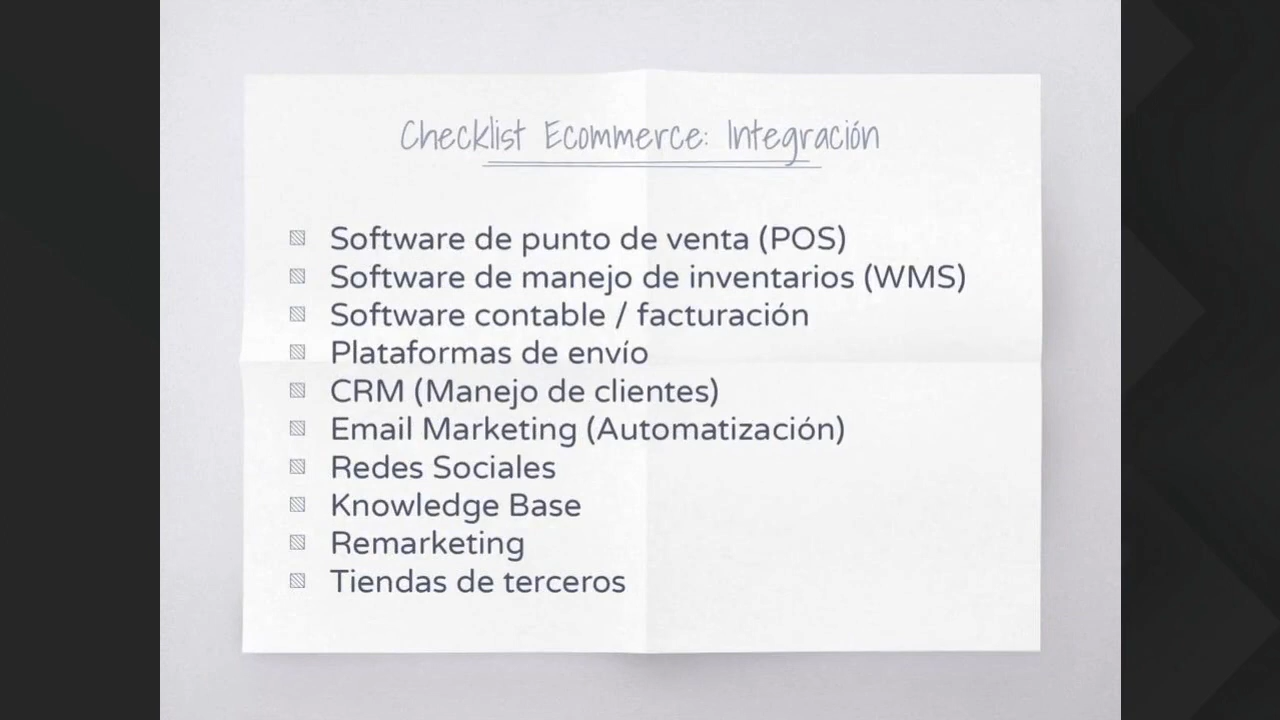 Checklist Ecommerce: Integración
Software de punto de venta (POS)
Software de manejo de inventarios (WMS)
Software contable / facturación
Plataformas de envío
CRM (Manejo de clientes)
Email Marketing (Automatización)
Redes Sociales
Knowledge Base
Remarketing
Tiendas de terceros